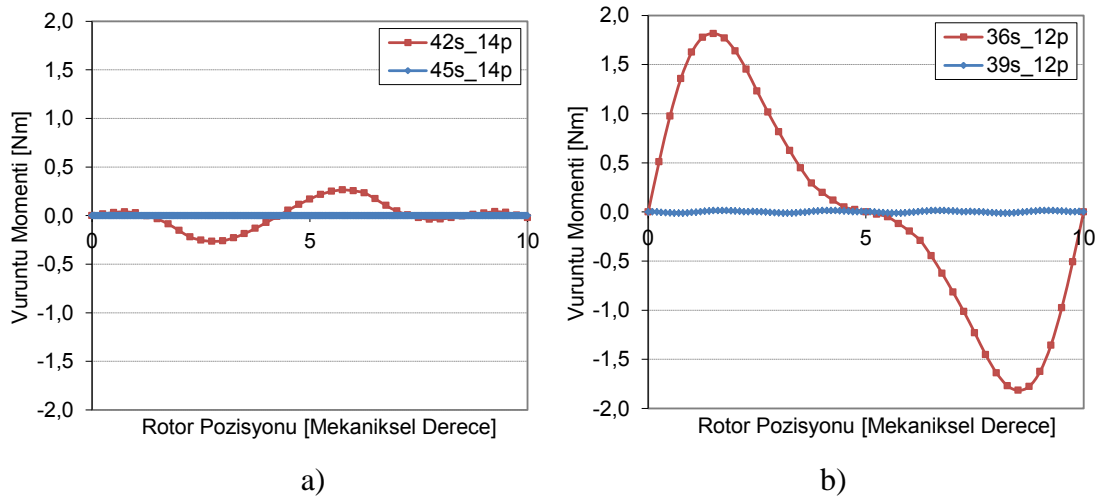 2,0
1,5
1,0
0,5
0,0
-0,5
-1,0
-1,5
-2,0
0
5
10
Vuruntu Momenti [Nm]
Rotor Pozisyonu [Mekaniksel Derece]
42s_14p
45s_14p
a)
2,0
1,5
1,0
0,5
0,0
-0,5
-1,0
-1,5
-2,0
0
5
10
Vuruntu Momenti [Nm]
Rotor Pozisyonu [Mekaniksel Derece]
36s_12p
39s_12p
b)